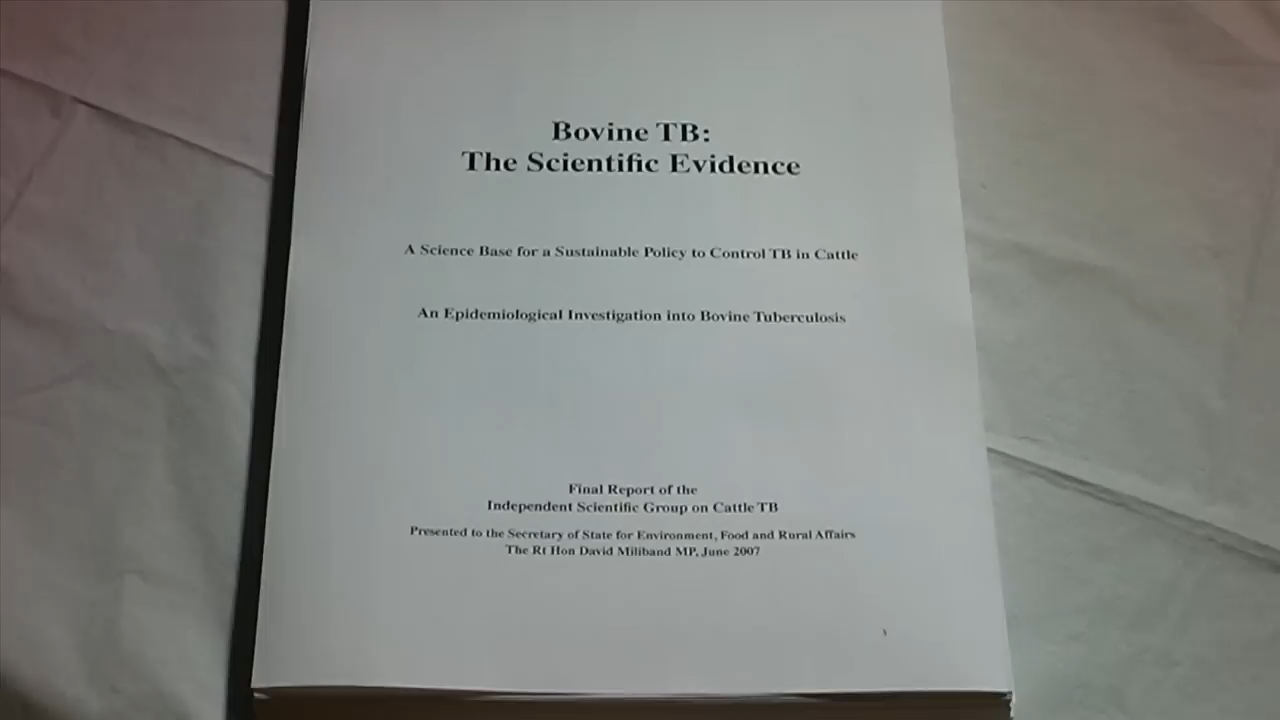 Bovine TB:
The Scientific Evidence
A Science Base for a Sustainable Policy to Control TB in Cattle
An Epidemiological Investigation into Bovine Tuberculosis
Final Report of the
Independent Scientific Group on Cattle TB
Presented to the Secretary of State for Environment, Food and Rural Affairs
The Rt Hon David Miliband MP, June 2007